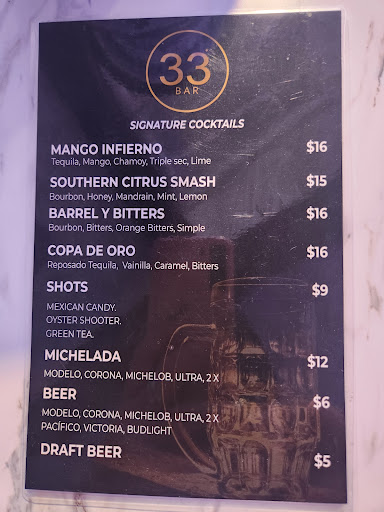 33
BAR
SIGNATURE COCKTAILS
MANGO INFIERNO $16
Tequila, Mango, Chamoy, Triple sec, Lime
SOUTHERN CITRUS SMASH $15
Bourbon, Honey, Mandrain, Mint, Lemon
BARREL Y BITTERS $16
Bourbon, Bitters, Orange Bitters, Simple
COPA DE ORO $16
Reposado Tequila, Vainilla, Caramel, Bitters
SHOTS $9
MEXICAN CANDY.
OYSTER SHOOTER.
GREEN TEA.
MICHELADA $12
MODELO, CORONA, MICHELOB, ULTRA, 2 X
BEER $6
MODELO, CORONA, MICHELOB, ULTRA, 2 X
PACÍFICO, VICTORIA, BUDLIGHT
DRAFT BEER $5